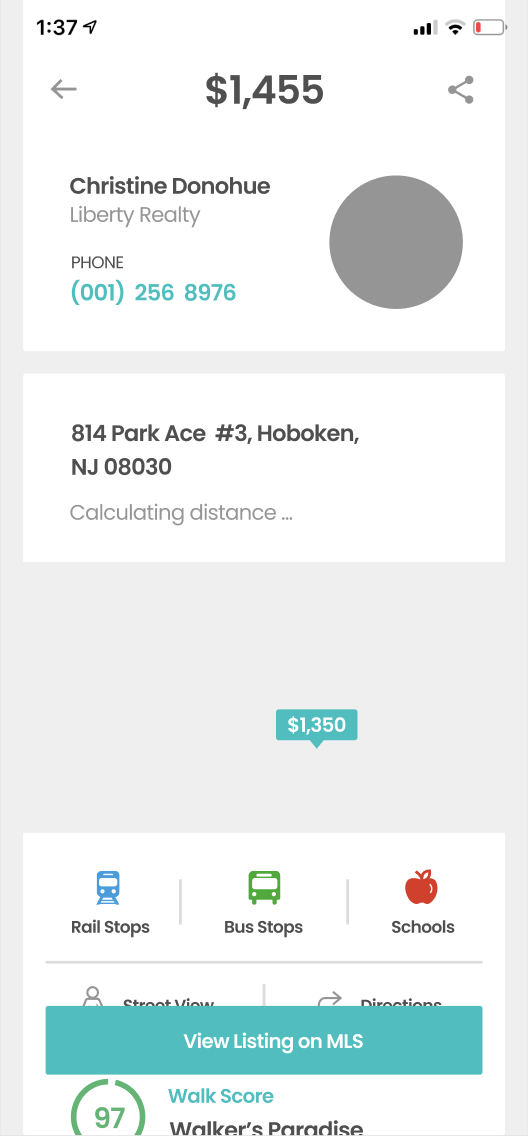 1:37
$1,455
Christine Donohue
Liberty Realty
PHONE
(001) 256 8976
814 Park Ace #3, Hoboken,
NJ 08030
Calculating distance ...
$1,350
Rail Stops
Bus Stops
Schools
Street View
Directions
View Listing on MLS
97
Walk Score
Walker's Paradise